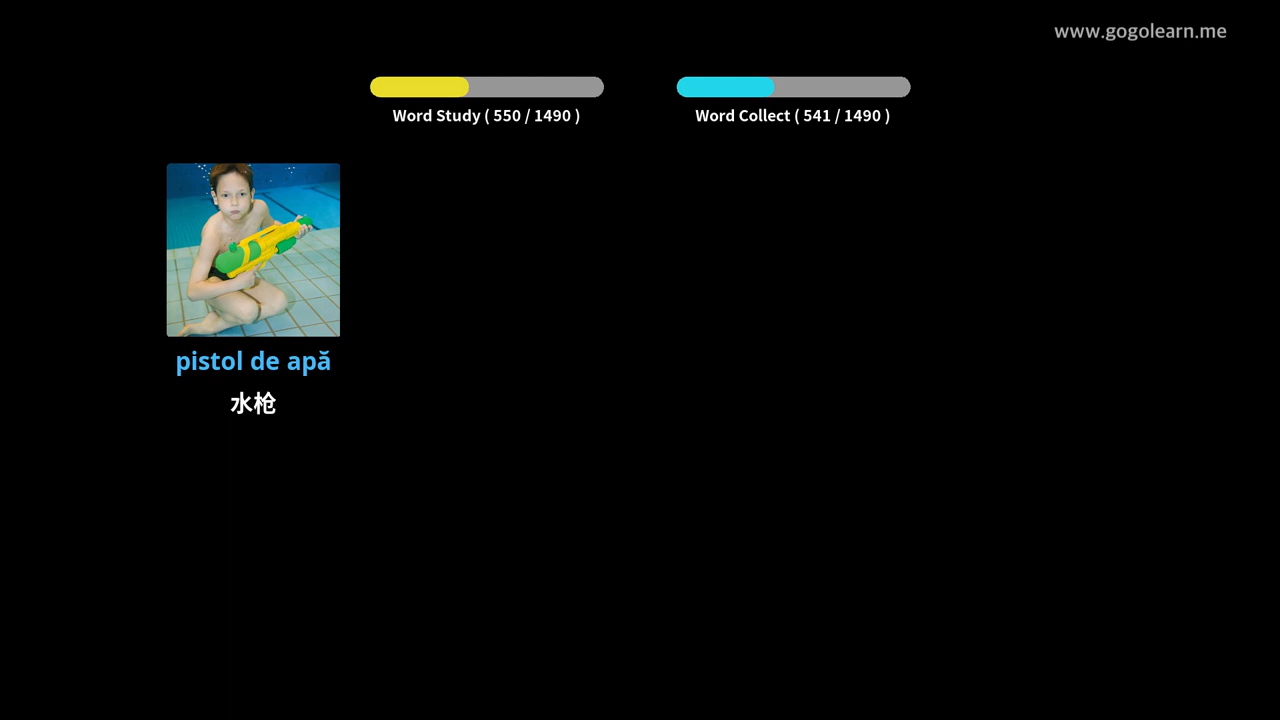 www.gogolearn.me
Word Study ( 550 / 1490 )
Word Collect ( 541 / 1490 )
pistol de apă
水枪